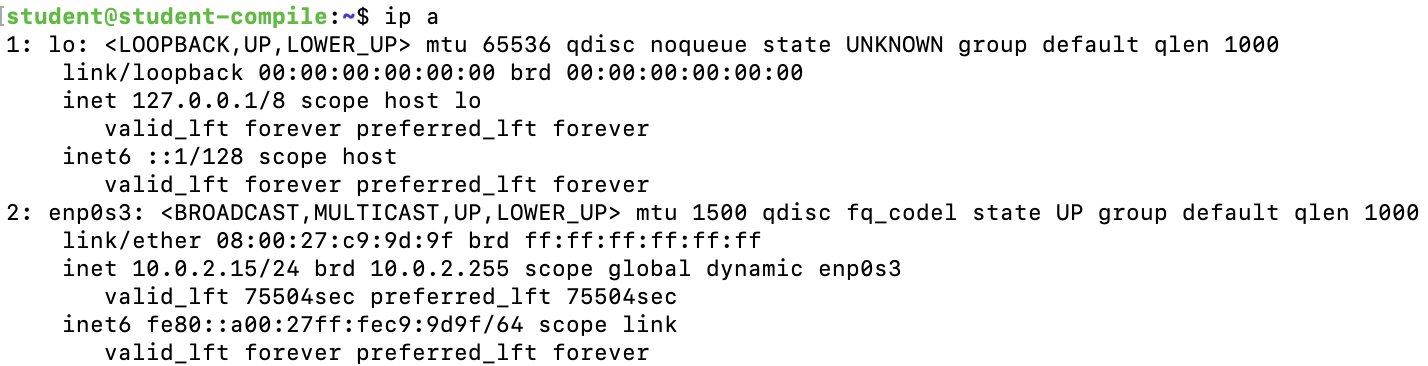 [student@student-compile:~$ ip a
1: lo: <LOOPBACK,UP,LOWER_UP> mtu 65536 qdisc noqueue state UNKNOWN group default qlen 1000
    link/loopback 00:00:00:00:00:00 brd 00:00:00:00:00:00
    inet 127.0.0.1/8 scope host lo
       valid_lft forever preferred_lft forever
    inet6 ::1/128 scope host
       valid_lft forever preferred_lft forever
2: enp0s3: <BROADCAST,MULTICAST,UP,LOWER_UP> mtu 1500 qdisc fq_codel state UP group default qlen 1000
    link/ether 08:00:27:c9:9d:9f brd ff:ff:ff:ff:ff:ff
    inet 10.0.2.15/24 brd 10.0.2.255 scope global dynamic enp0s3
       valid_lft 75504sec preferred_lft 75504sec
    inet6 fe80::a00:27ff:fec9:9d9f/64 scope link
       valid_lft forever preferred_lft forever